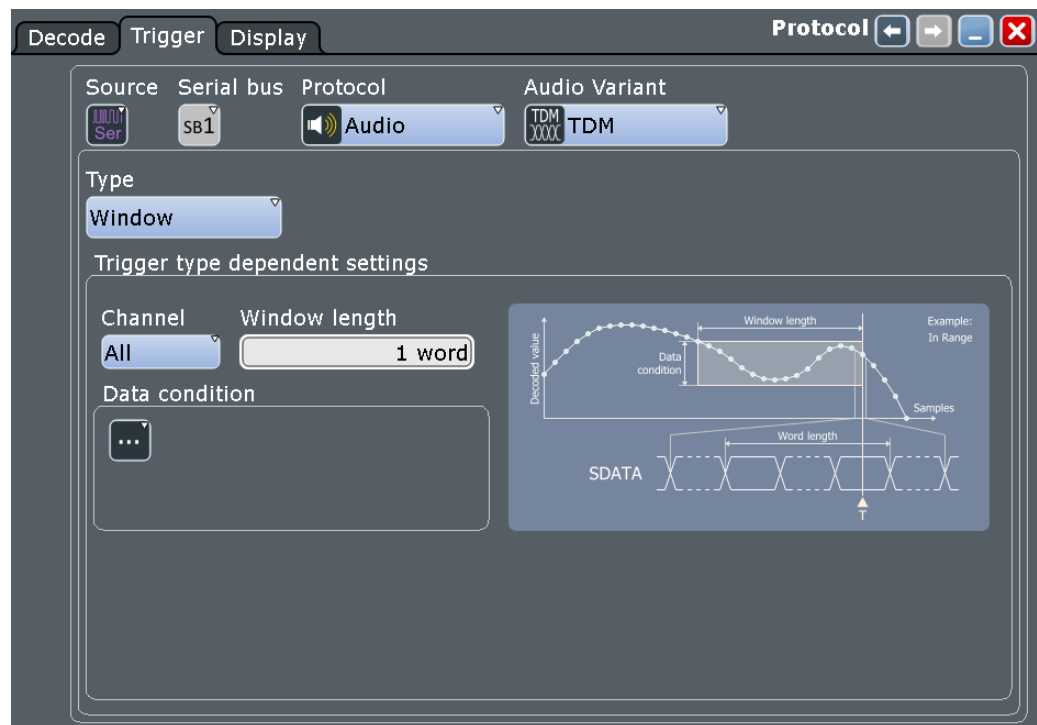 Decode Trigger Display Protocol
Source Serial bus Protocol Audio Variant
Ser SB1 Audio TDM TDM
Type
Window
Trigger type dependent settings
Channel Window length
All 1 word
Data condition
...
Window length
Example:
In Range
Decoded value
Data
condition
Samples
Word length
SDATA
T